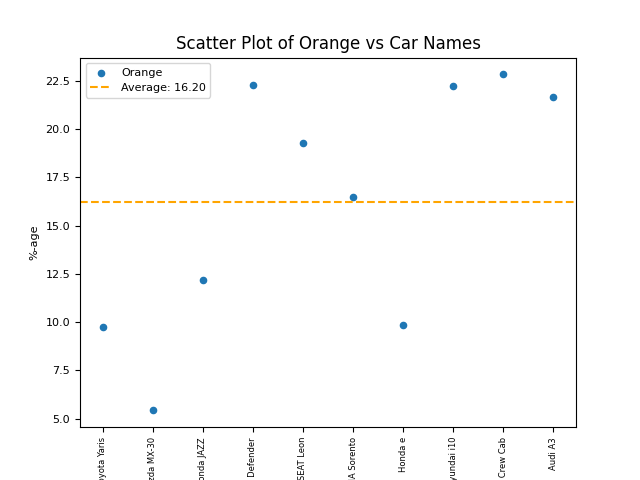 Scatter Plot of Orange vs Car Names
Orange
Average: 16.20
%-age
22.5
20.0
17.5
15.0
12.5
10.0
7.5
5.0
yota Yaris
zda MX-30
onda JAZZ
Defender
SEAT Leon
A Sorento
Honda e
yundai i10
Crew Cab
Audi A3